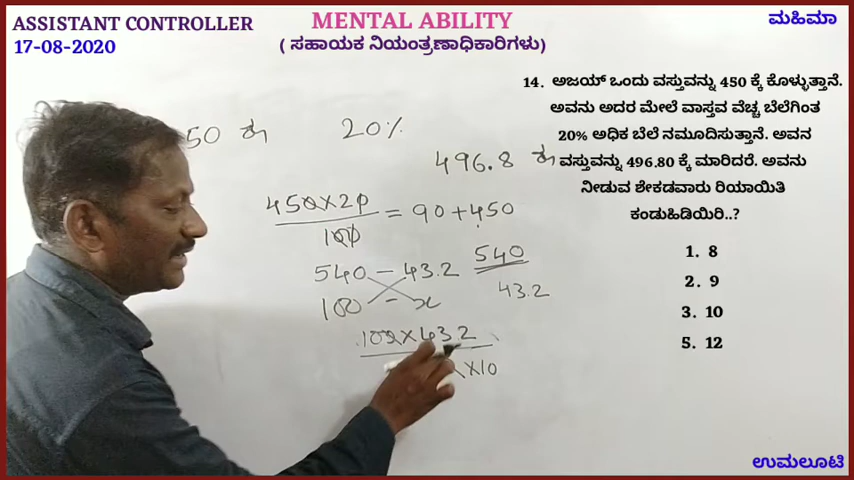 ASSISTANT CONTROLLER
MENTAL ABILITY
ಮಹಿಮಾ
17-08-2020
( ಸಹಾಯಕ ನಿಯಂತ್ರಣಾಧಿಕಾರಿಗಳು)
14. ಅಜಯ್ ಒಂದು ವಸ್ತುವನ್ನು 450 ಕ್ಕೆ ಕೊಳ್ಳುತ್ತಾನೆ.
ಅವನು ಅದರ ಮೇಲೆ ವಾಸ್ತವ ವೆಚ್ಚ ಬೆಲೆಗಿಂತ
20% ಅಧಿಕ ಬೆಲೆ ನಮೂದಿಸುತ್ತಾನೆ. ಅವನ
ವಸ್ತುವನ್ನು 496.80 ಕ್ಕೆ ಮಾರಿದರೆ. ಅವನು
ನೀಡುವ ಶೇಕಡವಾರು ರಿಯಾಯಿತಿ
ಕಂಡುಹಿಡಿಯಿರಿ..?
1. 8
2. 9
3. 10
5. 12
50 ರೂ 20%
496.8 ರೂ
450×20
100
= 90 + 450
540 - 43.2 540
43.2
100 - x
100×432
×10
ಉಮಲೂಟಿ